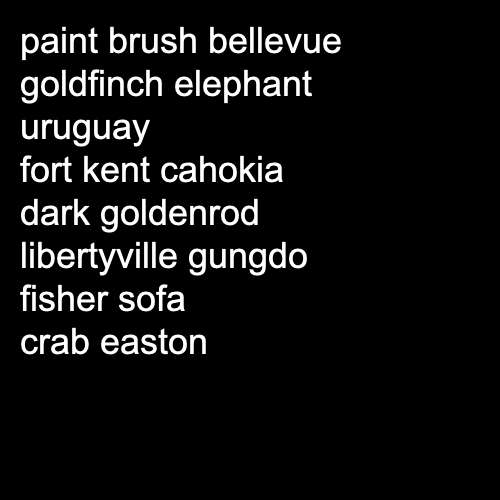 paint brush bellevue
goldfinch elephant
uruguay
fort kent cahokia
dark goldenrod
libertyville gungdo
fisher sofa
crab easton